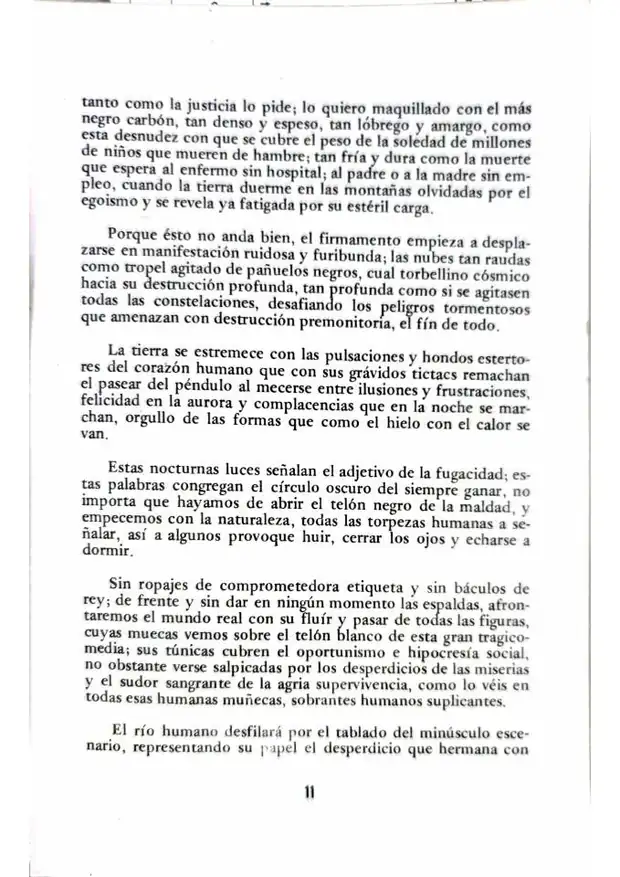 tanto como la justicia lo pide; lo quiero maquillado con el más
negro carbón, tan denso y espeso, tan lóbrego y amargo, como
esta desnudez con que se cubre el peso de la soledad de millones
de niños que mueren de hambre; tan fría y dura como la muerte
que espera al enfermo sin hospital; al padre o a la madre sin em-
pleo, cuando la tierra duerme en las montañas olvidadas por el
egoismo y se revela ya fatigada por su estéril carga.
Porque ésto no anda bien, el firmamento empieza a despla-
zarse en manifestación ruidosa y furibunda; las nubes tan raudas
como tropel agitado de pañuelos negros, cual torbellino cósmico
hacia su destrucción profunda, tan profunda como si se agitasen
todas las constelaciones, desafiando los peligros tormentosos
que amenazan con destrucción premonitoria, el fín de todo.
La tierra se estremece con las pulsaciones y hondos esterto-
res del corazón humano que con sus grávidos tictacs remachan
el pasear del péndulo al mecerse entre ilusiones y frustraciones,
felicidad en la aurora y complacencias que en la noche se mar-
chan, orgullo de las formas que como el hielo con el calor se
van.
Estas nocturnas luces señalan el adjetivo de la fugacidad; es-
tas palabras congregan el círculo oscuro del siempre ganar, no
importa que hayamos de abrir el telón negro de la maldad, y
empecemos con la naturaleza, todas las torpezas humanas a se-
ñalar, así a algunos provoque huir, cerrar los ojos y echarse a
dormir.
Sin ropajes de comprometedora etiqueta y sin báculos de
rey; de frente y sin dar en ningún momento las espaldas, afron-
taremos el mundo real con su fluír y pasar de todas las figuras,
cuyas muecas vemos sobre el telón blanco de esta gran tragico-
media; sus túnicas cubren el oportunismo e hipocresía social,
no obstante verse salpicadas por los desperdicios de las miserias
y el sudor sangrante de la agria supervivencia, como lo véis en
todas esas humanas muñecas, sobrantes humanos suplicantes.
El río humano desfilará por el tablado del minúsculo esce-
nario, representando su papel el desperdicio que hermana con
11